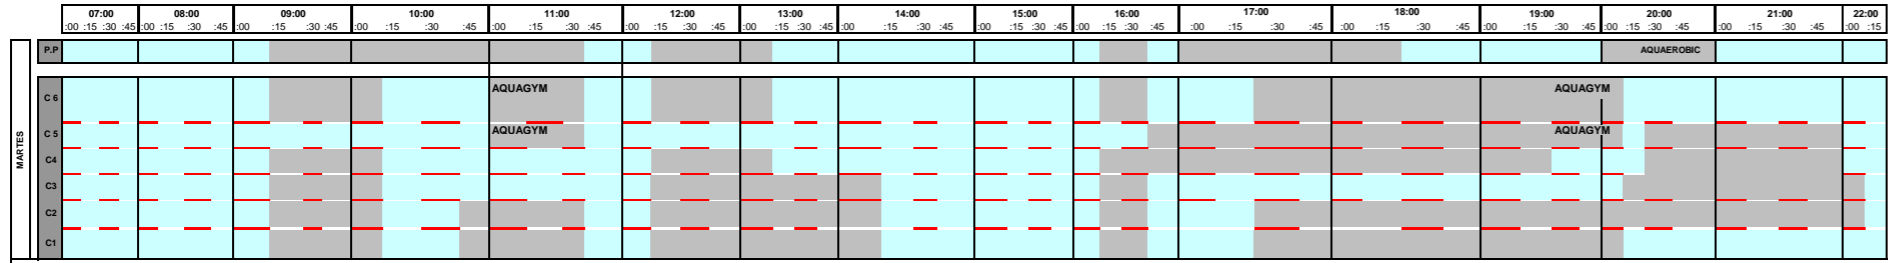 07:00 08:00 09:00 10:00 11:00 12:00 13:00 14:00 15:00 16:00 17:00 18:00 19:00 20:00 21:00 22:00
:00 :15 :30 :45 :00 :15 :30 :45 :00 :15 :30 :45 :00 :15 :30 :45 :00 :15 :30 :45 :00 :15 :30 :45 :00 :15 :30 :45 :00 :15 :30 :45 :00 :15 :30 :45 :00 :15 :30 :45 :00 :15 :30 :45 :00 :15 :30 :45 :00 :15 :30 :45 :00 :15 :30 :45 :00 :15 :30 :45 :00 :15
P.P AQUAEROBIC
MARTES
C 6 AQUAGYM AQUAGYM
C 5 AQUAGYM AQUAGYM
C4
C3
C2
C1